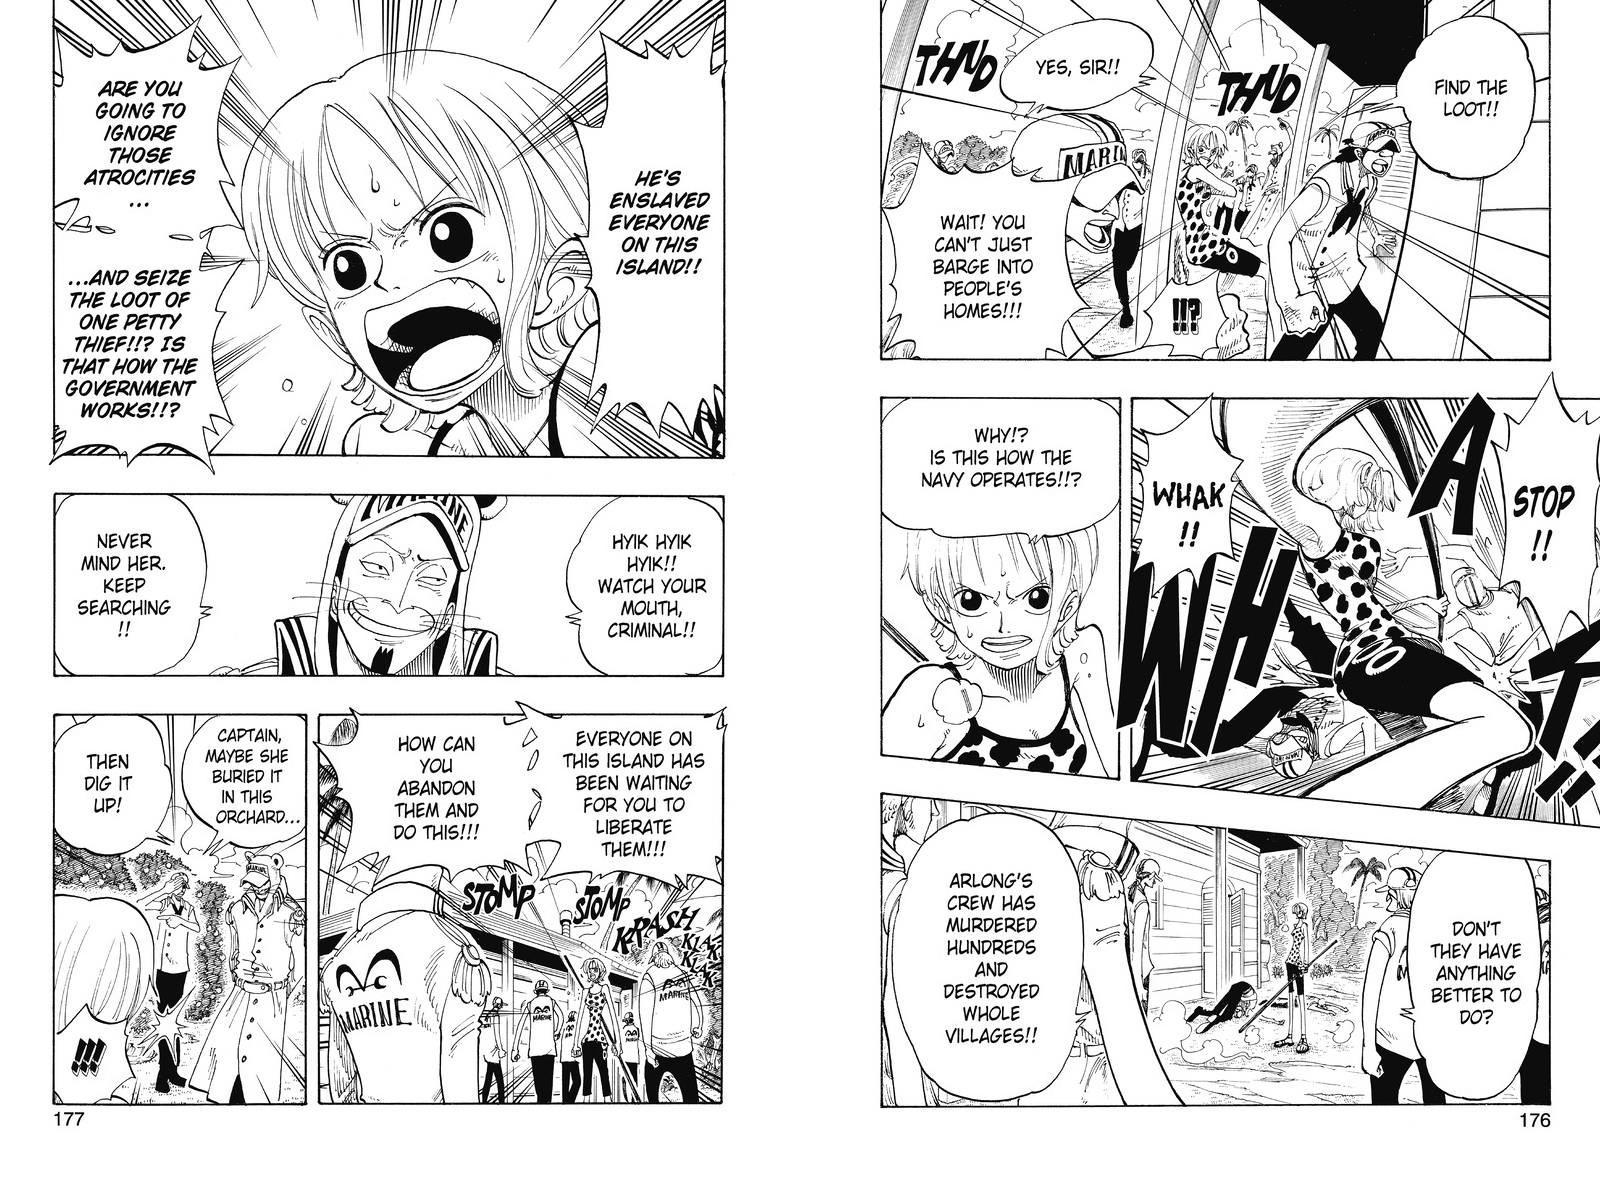 FIND THE
LOOT!!
THUD
YES, SIR!!
THUD
MARIN
WAIT! YOU
CAN'T JUST
BARGE INTO
PEOPLE'S
HOMES!!!
!!?
STOP
!!
WHAK
!!
WHAK!!
WHY!?
IS THIS HOW THE
NAVY OPERATES!!?
DON'T
THEY HAVE
ANYTHING
BETTER TO
DO?
ARLONG'S
CREW HAS
MURDERED
HUNDREDS
AND
DESTROYED
WHOLE
VILLAGES!!
176
HE'S
ENSLAVED
EVERYONE
ON THIS
ISLAND!!
ARE YOU
GOING TO
IGNORE
THOSE
ATROCITIES
...
...AND SEIZE
THE LOOT OF
ONE PETTY
THIEF!!? IS
THAT HOW THE
GOVERNMENT
WORKS!!?
HYIK HYIK
HYIK!!
WATCH YOUR
MOUTH,
CRIMINAL!!
MARINE
NEVER
MIND HER.
KEEP
SEARCHING
!!
EVERYONE ON
THIS ISLAND HAS
BEEN WAITING
FOR YOU TO
LIBERATE
THEM!!!
HOW CAN
YOU
ABANDON
THEM AND
DO THIS!!!
STOMP
STOMP
KRASH
KLAK
KLAK
MARINE
MARINE
MARINE
CAPTAIN,
MAYBE SHE
BURIED IT
IN THIS
ORCHARD...
THEN
DIG IT
UP!
MARINE
!!!
177